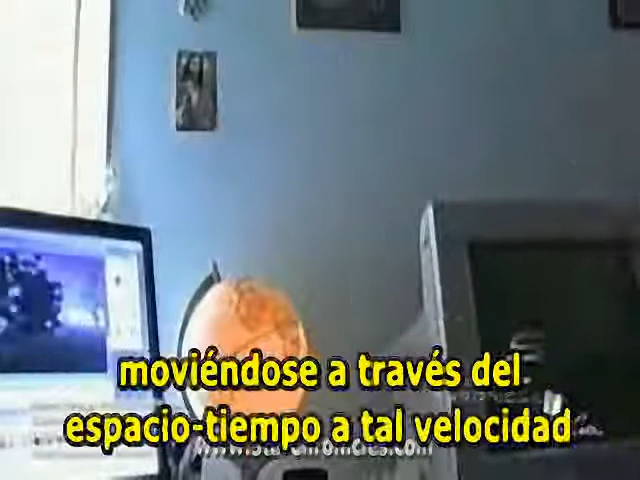 moviéndose a través del
espacio-tiempo a tal velocidad